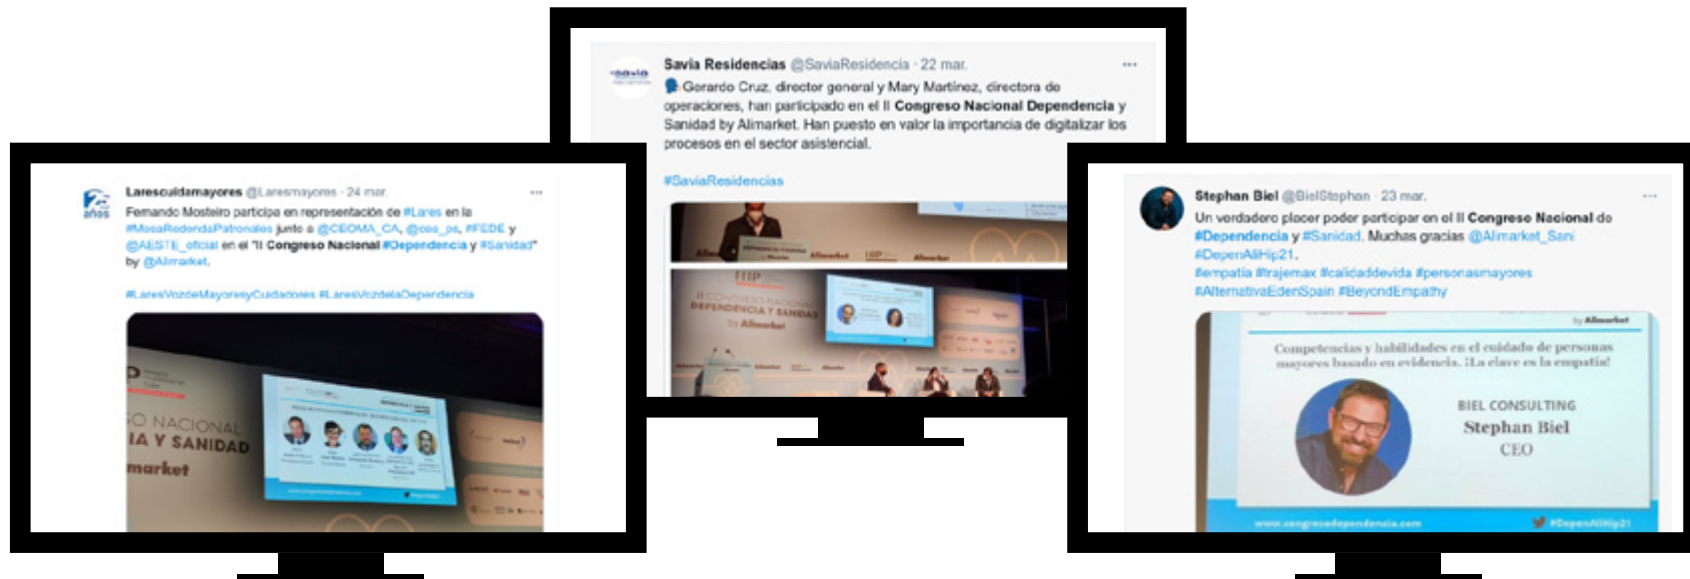 Savia Residencias @SaviaResidencia · 22 mar.
Gerardo Cruz, director general y Mary Martínez, directora de
operaciones, han participado en el II Congreso Nacional Dependencia y
Sanidad by Alimarket. Han puesto en valor la importancia de digitalizar los
procesos en el sector asistencial.
#SaviaResidencias
HIP
II CONGRESO NACIONAL
DEPENDENCIA Y SANIDAD
by Alimarket
25
años
Larescuidamayores @Laresmayores · 24 mar.
Fernando Mosteiro participa en representación de #Lares en la
#MesaRedondaPatronales junto a @CEOMA_CA, @cea_ps, #FEDE y
@AESTE_oficial en el "II Congreso Nacional #Dependencia y #Sanidad"
by @Alimarket.
#LaresVozdeMayoresyCuidadores #LaresVozdelaDependencia
SO NACIONAL
IA Y SANIDAD
market
Stephan Biel @BielStephan · 23 mar.
Un verdadero placer poder participar en el II Congreso Nacional de
#Dependencia y #Sanidad. Muchas gracias @Alimarket_Sani
#DepenAliHip21.
#empatía #trajemax #calidaddevida #personasmayores
#AlternativaEdenSpain #BeyondEmpathy
by Alimarket
Competencias y habilidades en el cuidado de personas
mayores basado en evidencia. ¡La clave es la empatía!
BIEL CONSULTING
Stephan Biel
CEO
www.congresodependencia.com
#DepenAliHip21